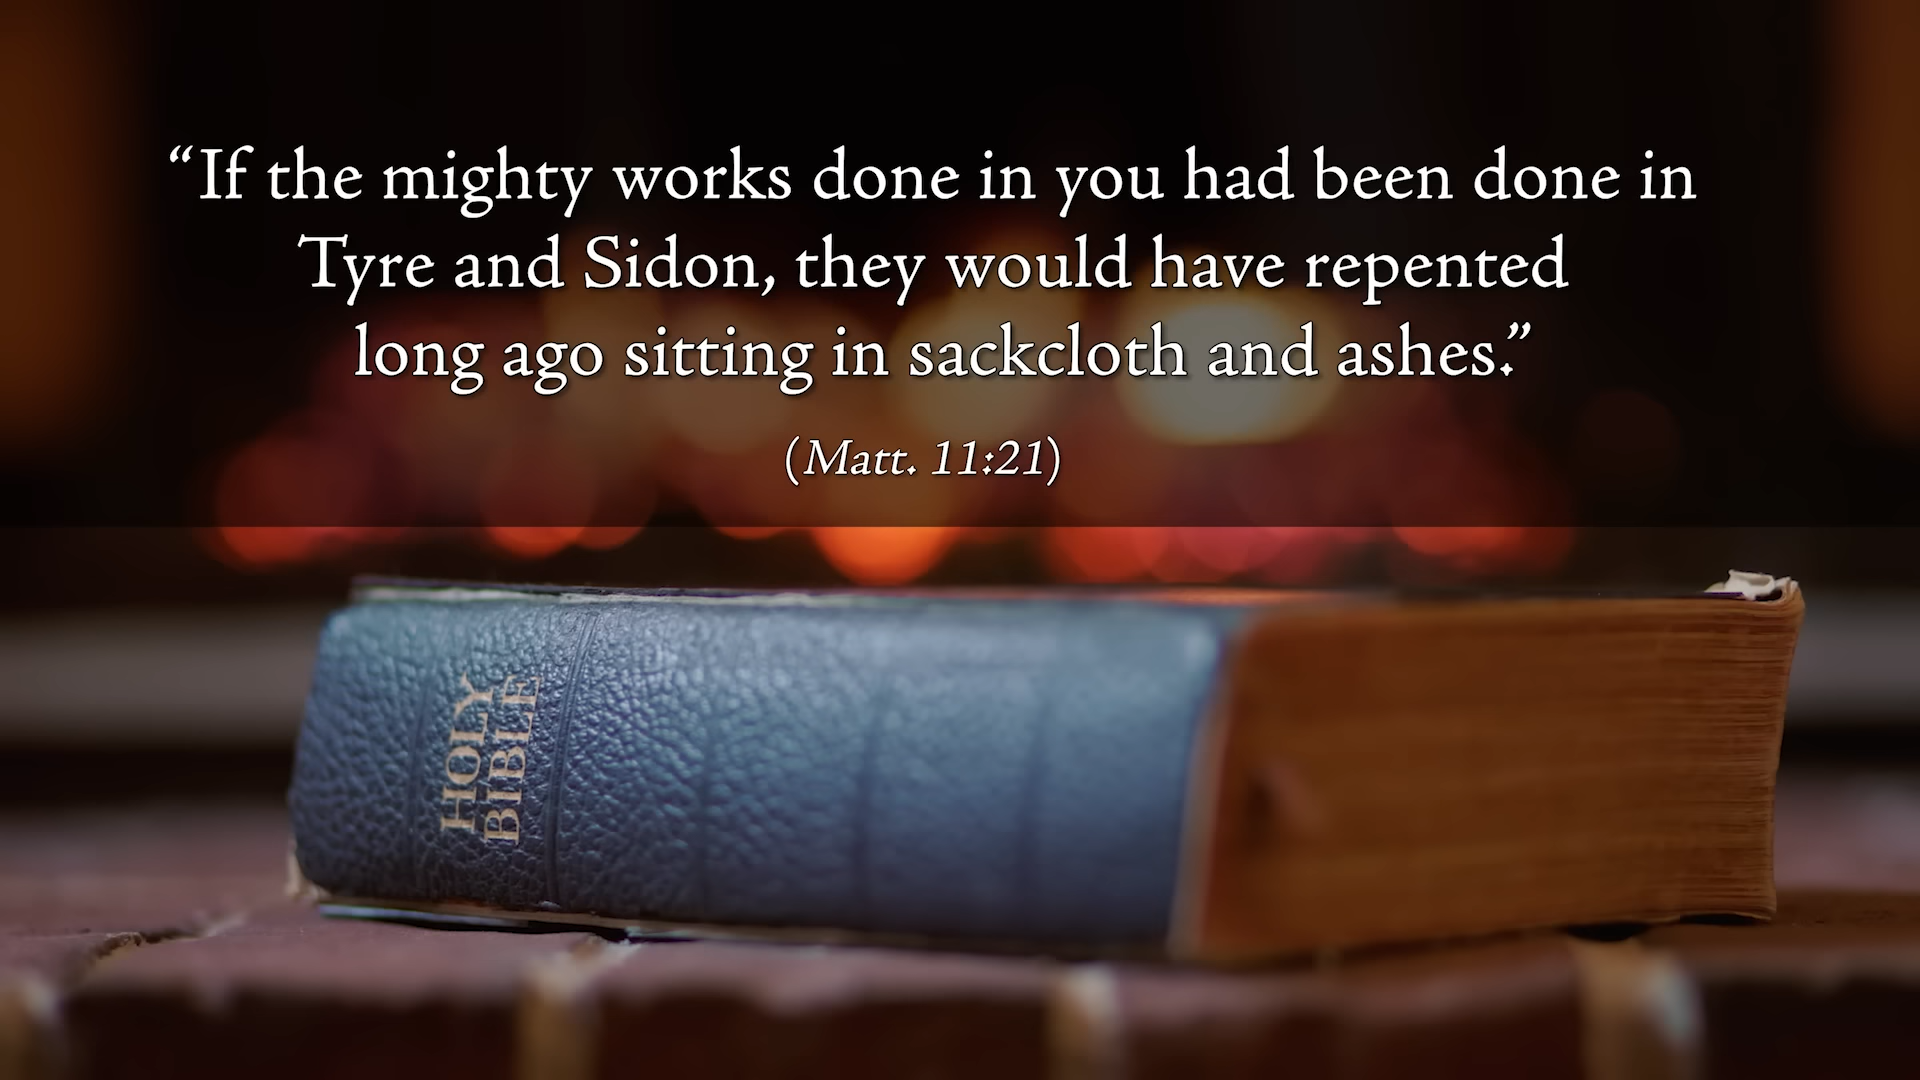 “If the mighty works done in you had been done in
Tyre and Sidon, they would have repented
long ago sitting in sackcloth and ashes.”
(Matt. 11:21)
HOLY
BIBLE